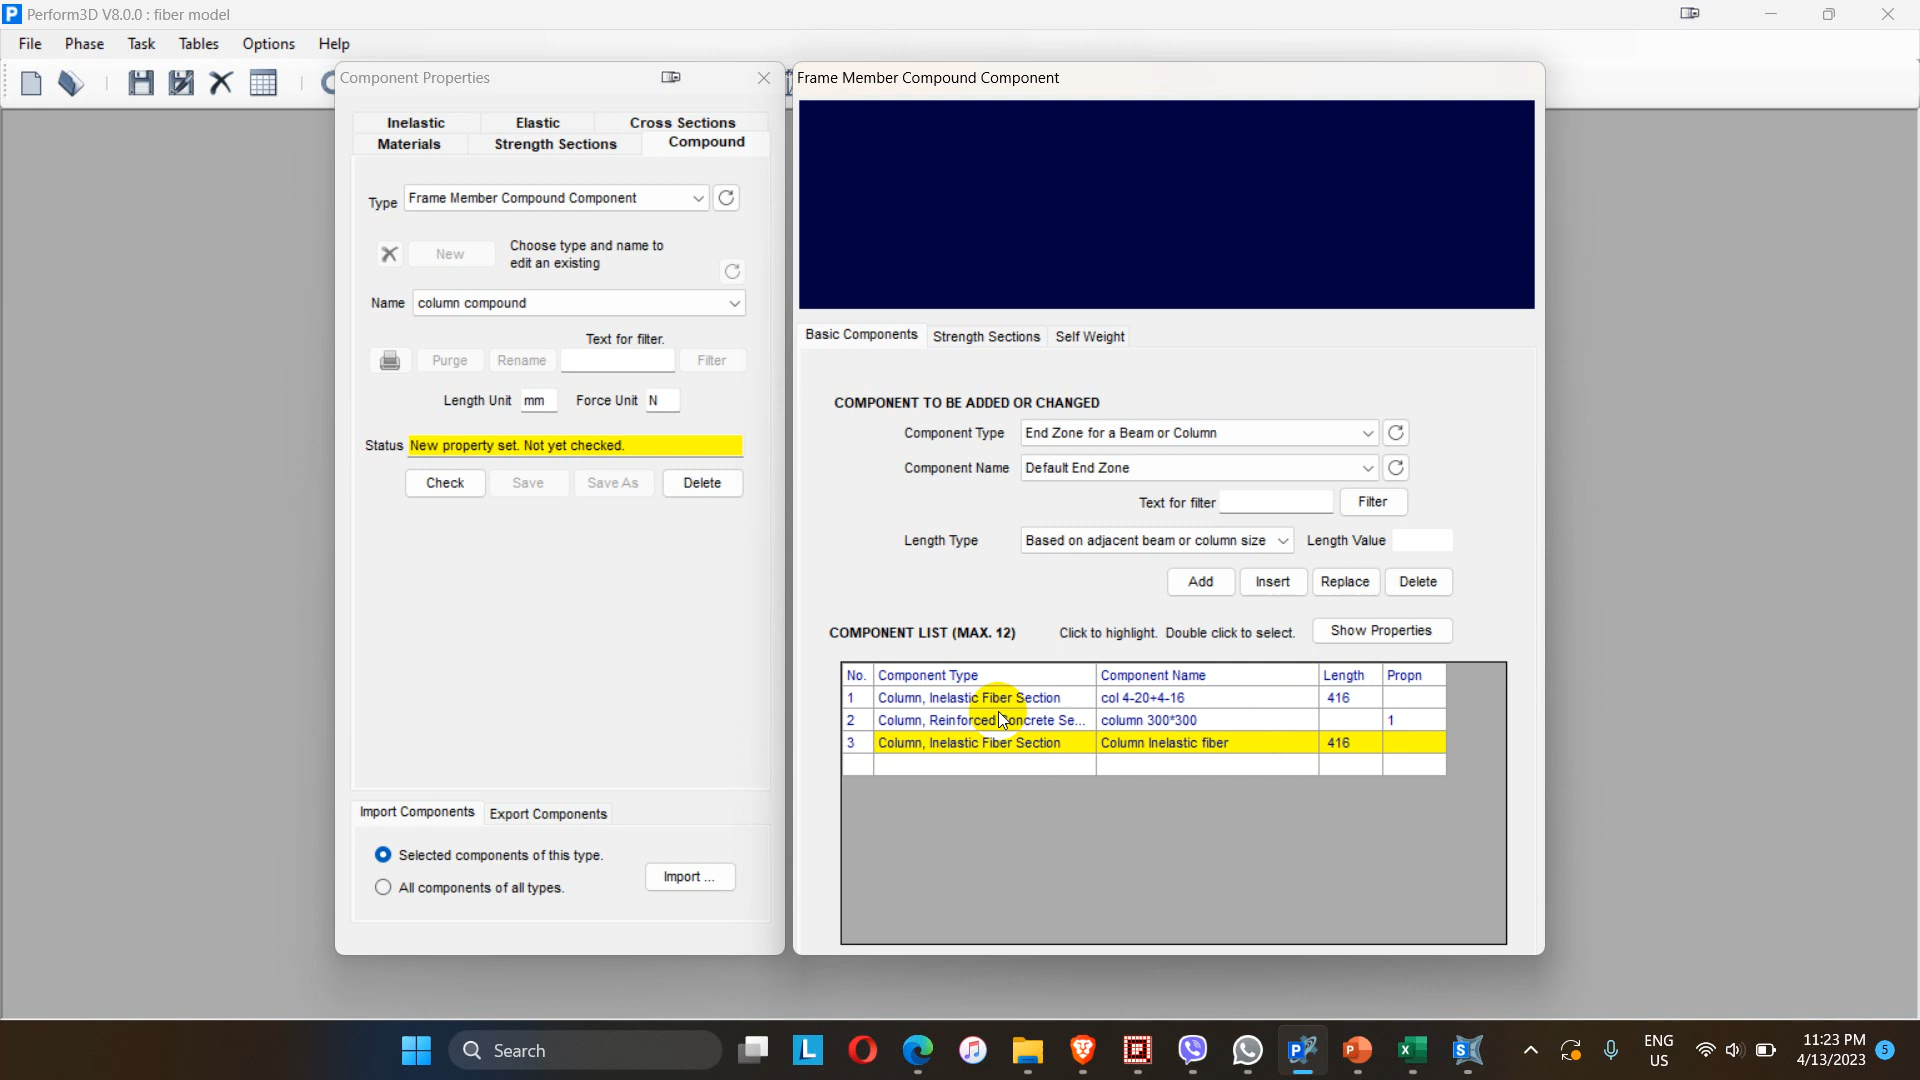 Perform3D V8.0.0 : fiber model
File Phase Task Tables Options Help
Component Properties
Inelastic Elastic Cross Sections
Materials Strength Sections Compound
Type Frame Member Compound Component
New Choose type and name to
edit an existing
Name column compound
Text for filter.
Purge Rename Filter
Length Unit mm Force Unit N
Status New property set. Not yet checked.
Check Save Save As Delete
Import Components Export Components
Selected components of this type.
All components of all types.
Import ...
Frame Member Compound Component
Basic Components Strength Sections Self Weight
COMPONENT TO BE ADDED OR CHANGED
Component Type End Zone for a Beam or Column
Component Name Default End Zone
Text for filter Filter
Length Type Based on adjacent beam or column size Length Value
Add Insert Replace Delete
COMPONENT LIST (MAX. 12) Click to highlight. Double click to select. Show Properties
No. Component Type Component Name Length Propn
1 Column, Inelastic Fiber Section col 4-20+4-16 416
2 Column, Reinforced Concrete Se... column 300*300 1
3 Column, Inelastic Fiber Section Column Inelastic fiber 416
Search
ENG
US
11:23 PM
4/13/2023
5